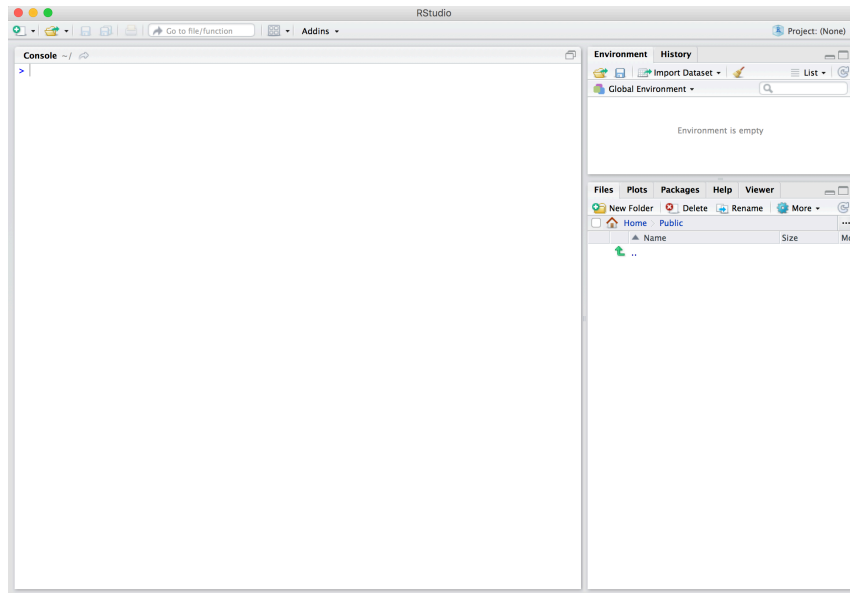 RStudio
Go to file/function
Addins
Project: (None)
Console ~/
>
Environment History
Import Dataset
List
Global Environment
Environment is empty
Files Plots Packages Help Viewer
New Folder Delete Rename More
Home Public
...
Name Size
..